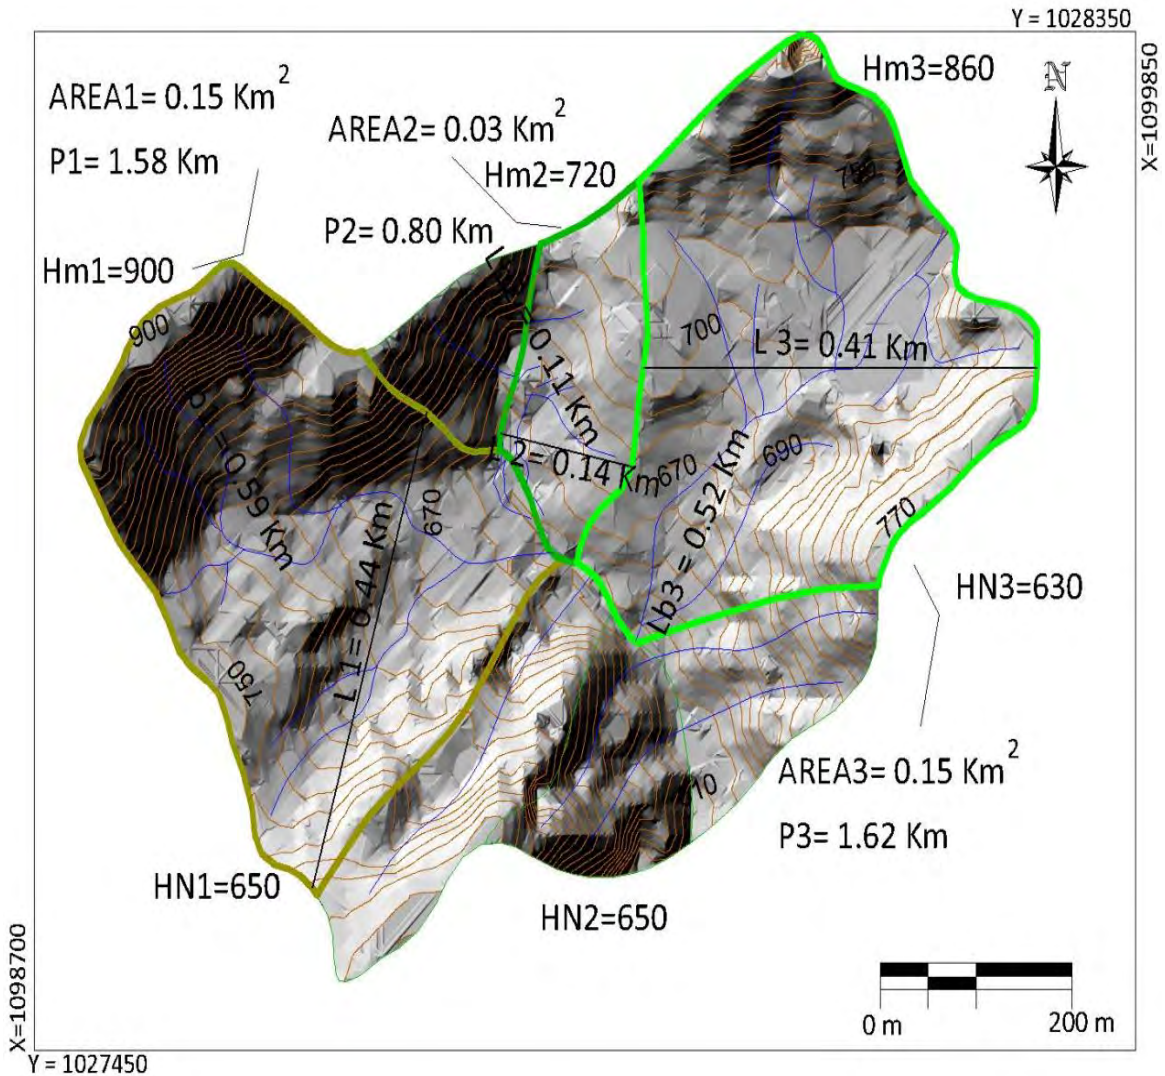 Y = 1028350
X=1099850
N
Hm3=860
AREA1= 0.15 Km²
P1= 1.58 Km
AREA2= 0.03 Km²
Hm2=720
P2= 0.80 Km
Hm1=900
900
700
L 3= 0.41 Km
0.11 Km
=0.59 Km
2= 0.14 Km
670
690
670
L 1= 0.44 Km
Lb3 = 0.52 Km
770
HN3=630
750
AREA3= 0.15 Km²
P3= 1.62 Km
10
HN1=650
HN2=650
0 m
200 m
X=1098700
Y = 1027450